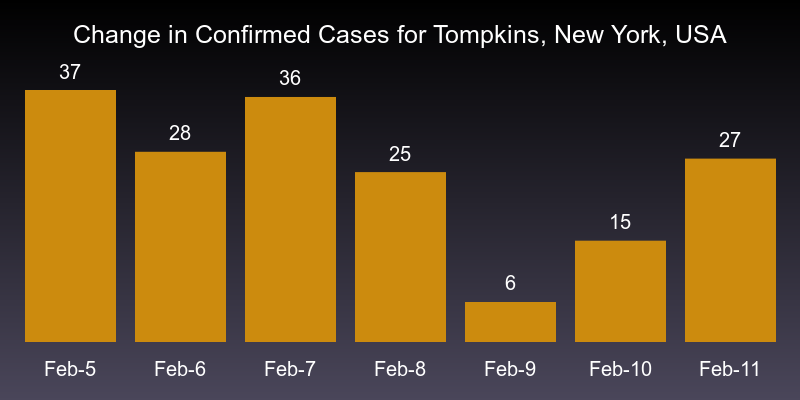 Change in Confirmed Cases for Tompkins, New York, USA
37
28
36
25
6
15
27
Feb-5
Feb-6
Feb-7
Feb-8
Feb-9
Feb-10
Feb-11